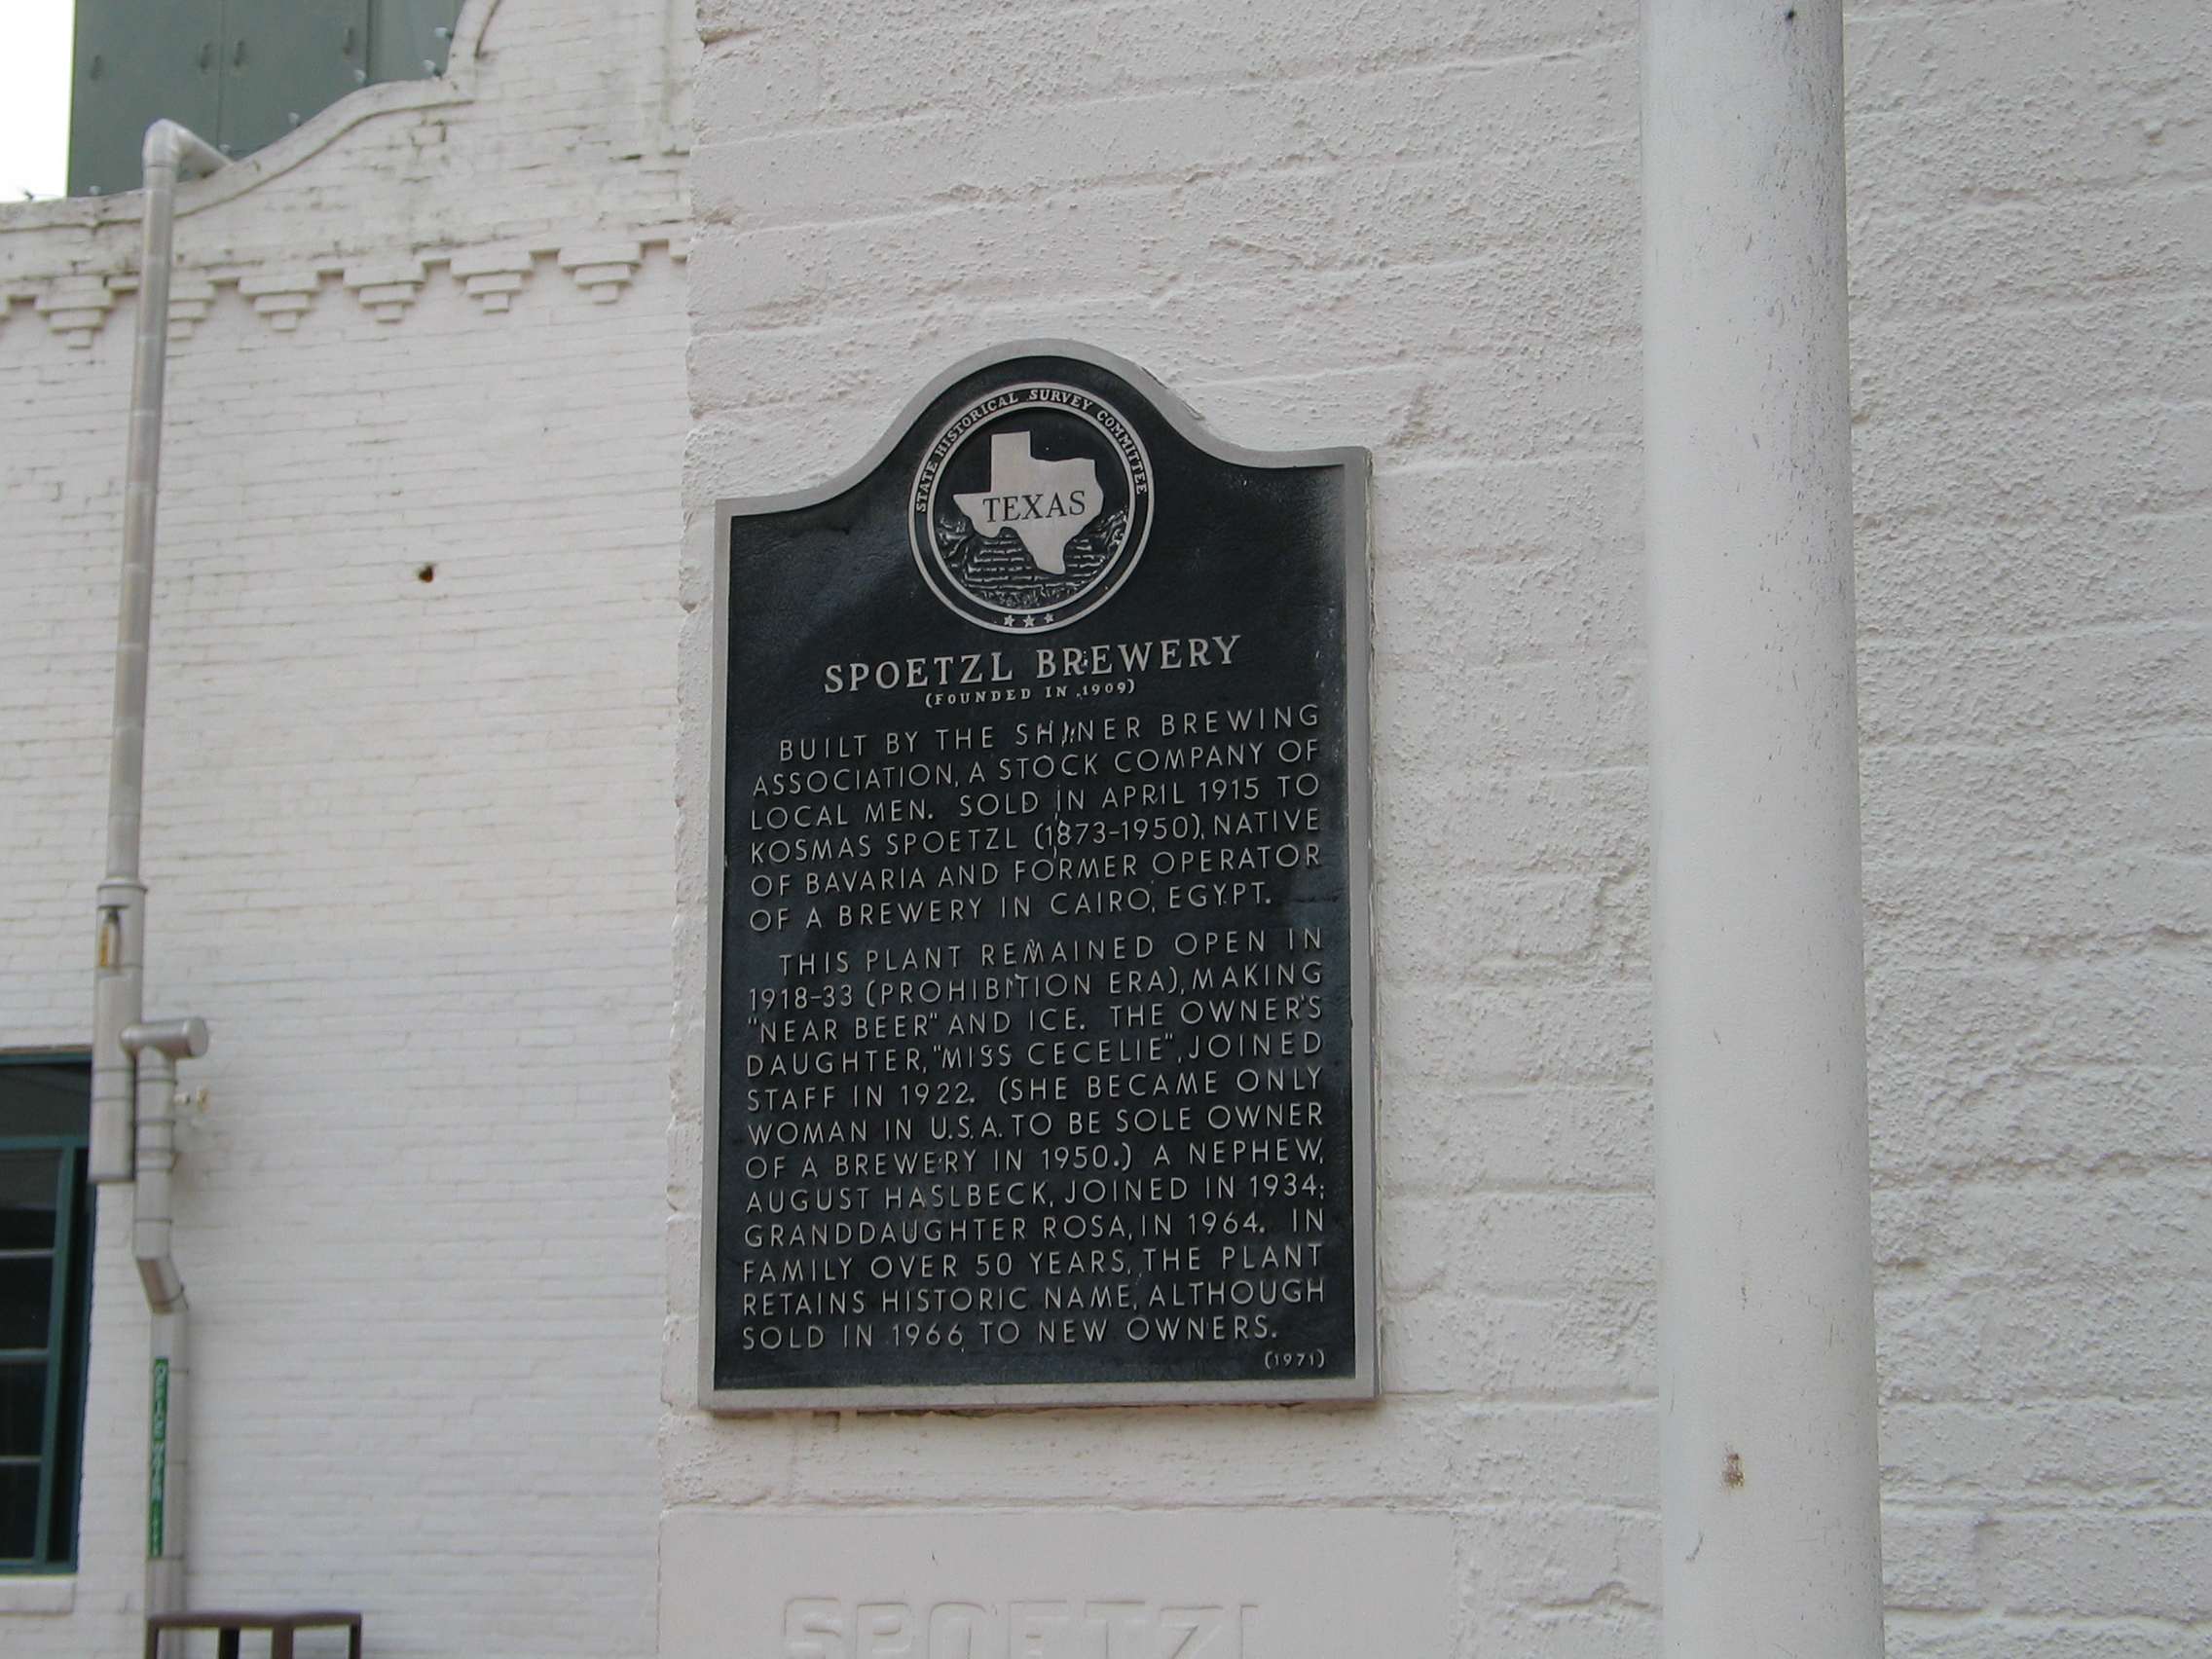 STATE HISTORICAL SURVEY COMMITTEE
TEXAS
SPOETZL BREWERY
(FOUNDED IN 1909)
BUILT BY THE SHINER BREWING
ASSOCIATION, A STOCK COMPANY OF
LOCAL MEN. SOLD IN APRIL 1915 TO
KOSMAS SPOETZL (1873-1950), NATIVE
OF BAVARIA AND FORMER OPERATOR
OF A BREWERY IN CAIRO, EGYPT.
THIS PLANT REMAINED OPEN IN
1918-33 (PROHIBITION ERA), MAKING
"NEAR BEER" AND ICE. THE OWNER'S
DAUGHTER, "MISS CECELIE", JOINED
STAFF IN 1922. (SHE BECAME ONLY
WOMAN IN U.S.A. TO BE SOLE OWNER
OF A BREWERY IN 1950.) A NEPHEW,
AUGUST HASLBECK, JOINED IN 1934;
GRANDDAUGHTER ROSA, IN 1964. IN
FAMILY OVER 50 YEARS, THE PLANT
RETAINS HISTORIC NAME, ALTHOUGH
SOLD IN 1966 TO NEW OWNERS.
(1971)
SPOETZL